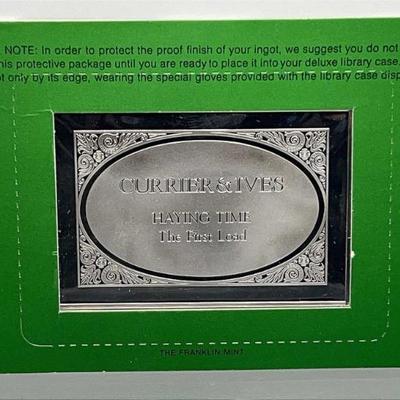 NOTE: In order to protect the proof finish of your ingot, we suggest you do not
his protective package until you are ready to place it into your deluxe library case.
ot only by its edge, wearing the special gloves provided with the library case disp
CURRIER & IVES
HAYING TIME
The First Load
THE FRANKLIN MINT